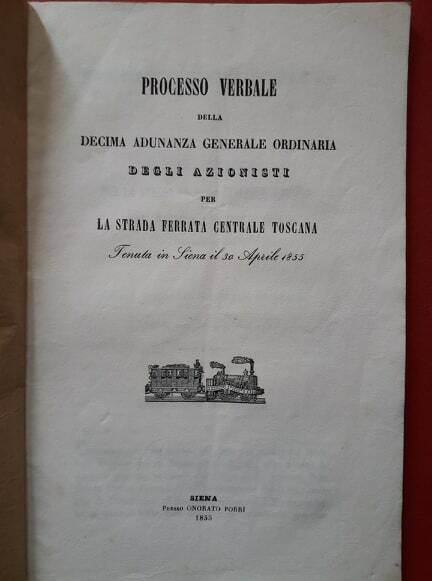 PROCESSO VERBALE
DELLA
DECIMA ADUNANZA GENERALE ORDINARIA
DEGLI AZIONISTI
PER
LA STRADA FERRATA CENTRALE TOSCANA
Tenuta in Siena il 30 Aprile 1855
SIENA
Presso ONORATO PORRI
1855